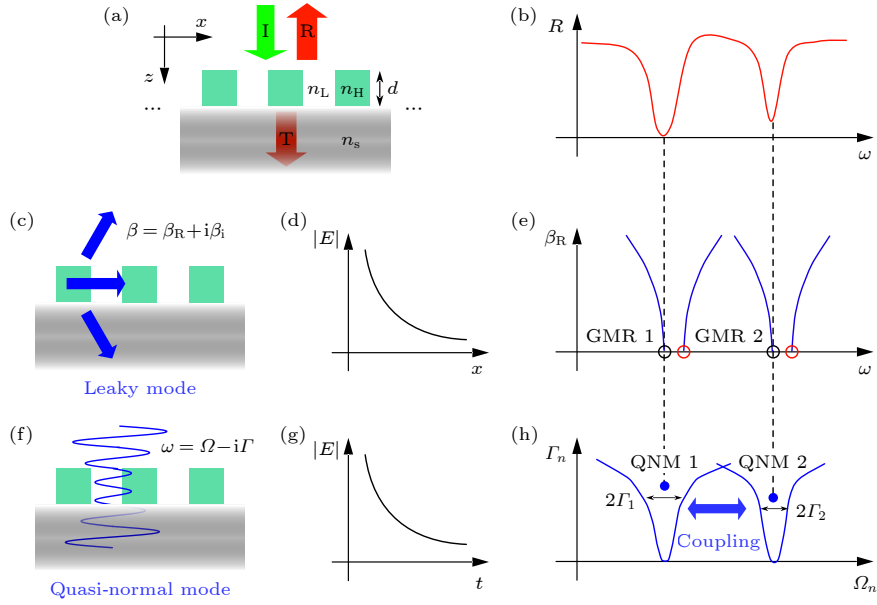 (a)
x
z
I
R
n_L
n_H
d
...
...
T
n_s
(b)
R
ω
(c)
β = β_R + iβ_i
Leaky mode
(d)
|E|
x
(e)
β_R
GMR 1
GMR 2
ω
(f)
ω = Ω − iΓ
Quasi-normal mode
(g)
|E|
t
(h)
Γ_n
QNM 1
QNM 2
2Γ_1
2Γ_2
Coupling
Ω_n